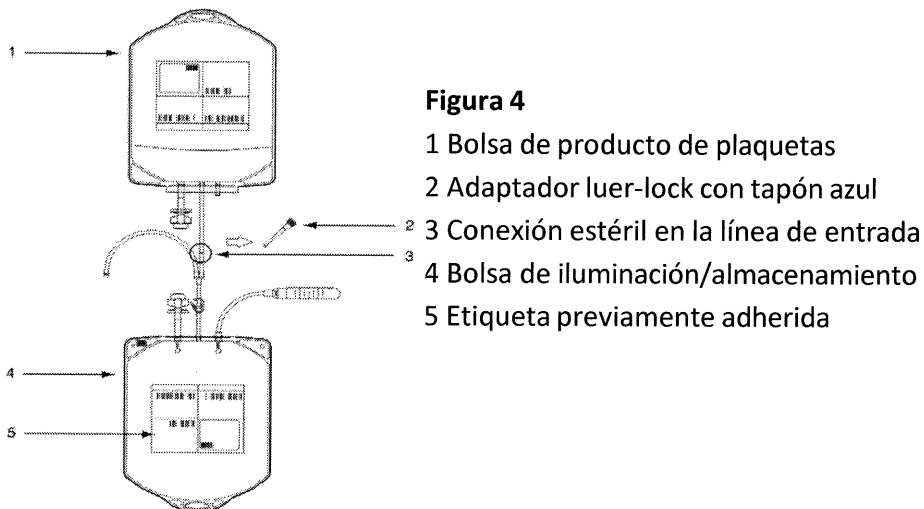 Figura 4
1 Bolsa de producto de plaquetas
2 Adaptador luer-lock con tapón azul
3 Conexión estéril en la línea de entrada
4 Bolsa de iluminación/almacenamiento
5 Etiqueta previamente adherida
1
2
3
4
5